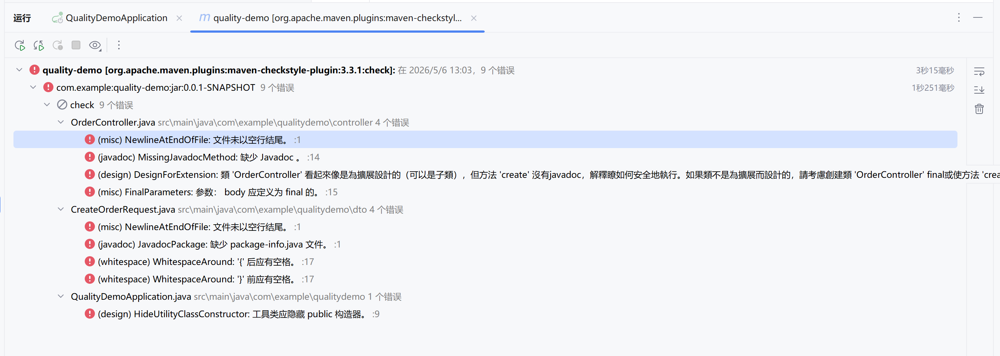 运行 QualityDemoApplication quality-demo [org.apache.maven.plugins:maven-checkstyl...
quality-demo [org.apache.maven.plugins:maven-checkstyle-plugin:3.3.1:check]: 在 2026/5/6 13:03，9 个错误 3秒15毫秒
com.example:quality-demo:jar:0.0.1-SNAPSHOT 9 个错误 1秒251毫秒
check 9 个错误
OrderController.java src\main\java\com\example\qualitydemo\controller 4 个错误
(misc) NewlineAtEndOfFile: 文件未以空行结尾。 :1
(javadoc) MissingJavadocMethod: 缺少 Javadoc 。 :14
(design) DesignForExtension: 類 'OrderController' 看起來像是為擴展設計的（可以是子類），但方法 'create' 沒有javadoc，解釋瞭如何安全地執行。如果類不是為擴展而設計的，請考慮創建類 'OrderController' final或使方法 'crea
(misc) FinalParameters: 参数： body 应定义为 final 的。 :15
CreateOrderRequest.java src\main\java\com\example\qualitydemo\dto 4 个错误
(misc) NewlineAtEndOfFile: 文件未以空行结尾。 :1
(javadoc) JavadocPackage: 缺少 package-info.java 文件。 :1
(whitespace) WhitespaceAround: '{' 后应有空格。 :17
(whitespace) WhitespaceAround: '}' 前应有空格。 :17
QualityDemoApplication.java src\main\java\com\example\qualitydemo 1 个错误
(design) HideUtilityClassConstructor: 工具类应隐藏 public 构造器。 :9